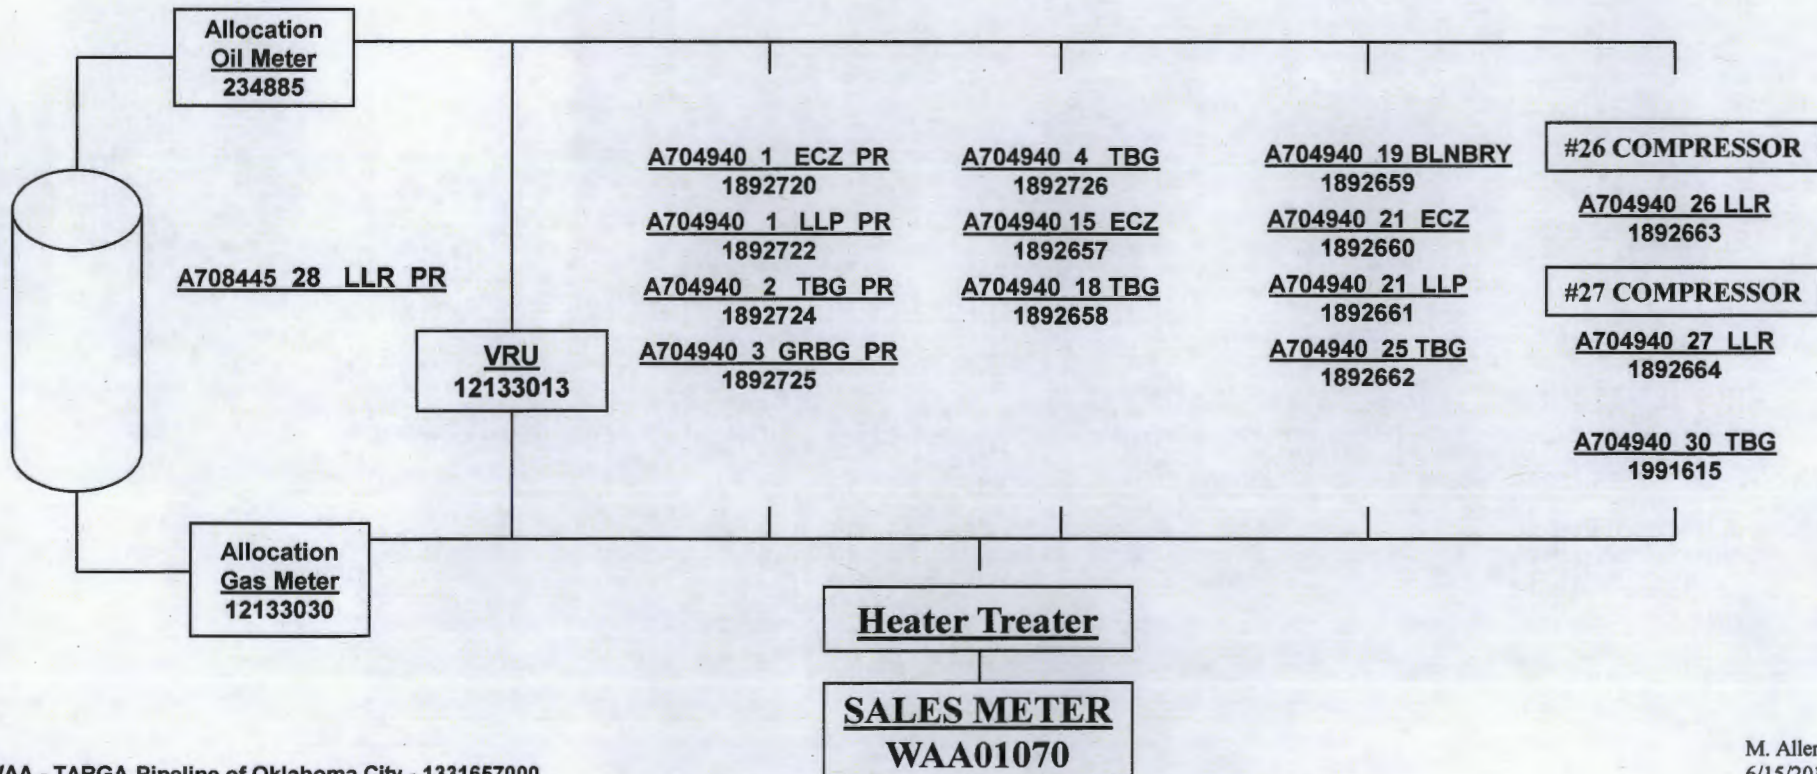 Allocation
Oil Meter
234885
A708445 28 LLR PR
VRU
12133013
A704940 1 ECZ PR
1892720
A704940 1 LLP PR
1892722
A704940 2 TBG PR
1892724
A704940 3 GRBG PR
1892725
A704940 4 TBG
1892726
A704940 15 ECZ
1892657
A704940 18 TBG
1892658
A704940 19 BLNBRY
1892659
A704940 21 ECZ
1892660
A704940 21 LLP
1892661
A704940 25 TBG
1892662
#26 COMPRESSOR
A704940 26 LLR
1892663
#27 COMPRESSOR
A704940 27 LLR
1892664
A704940 30 TBG
1991615
Allocation
Gas Meter
12133030
Heater Treater
SALES METER
WAA01070
TARGA Pipeline of Oklahoma City - 1331657000
M. Allen